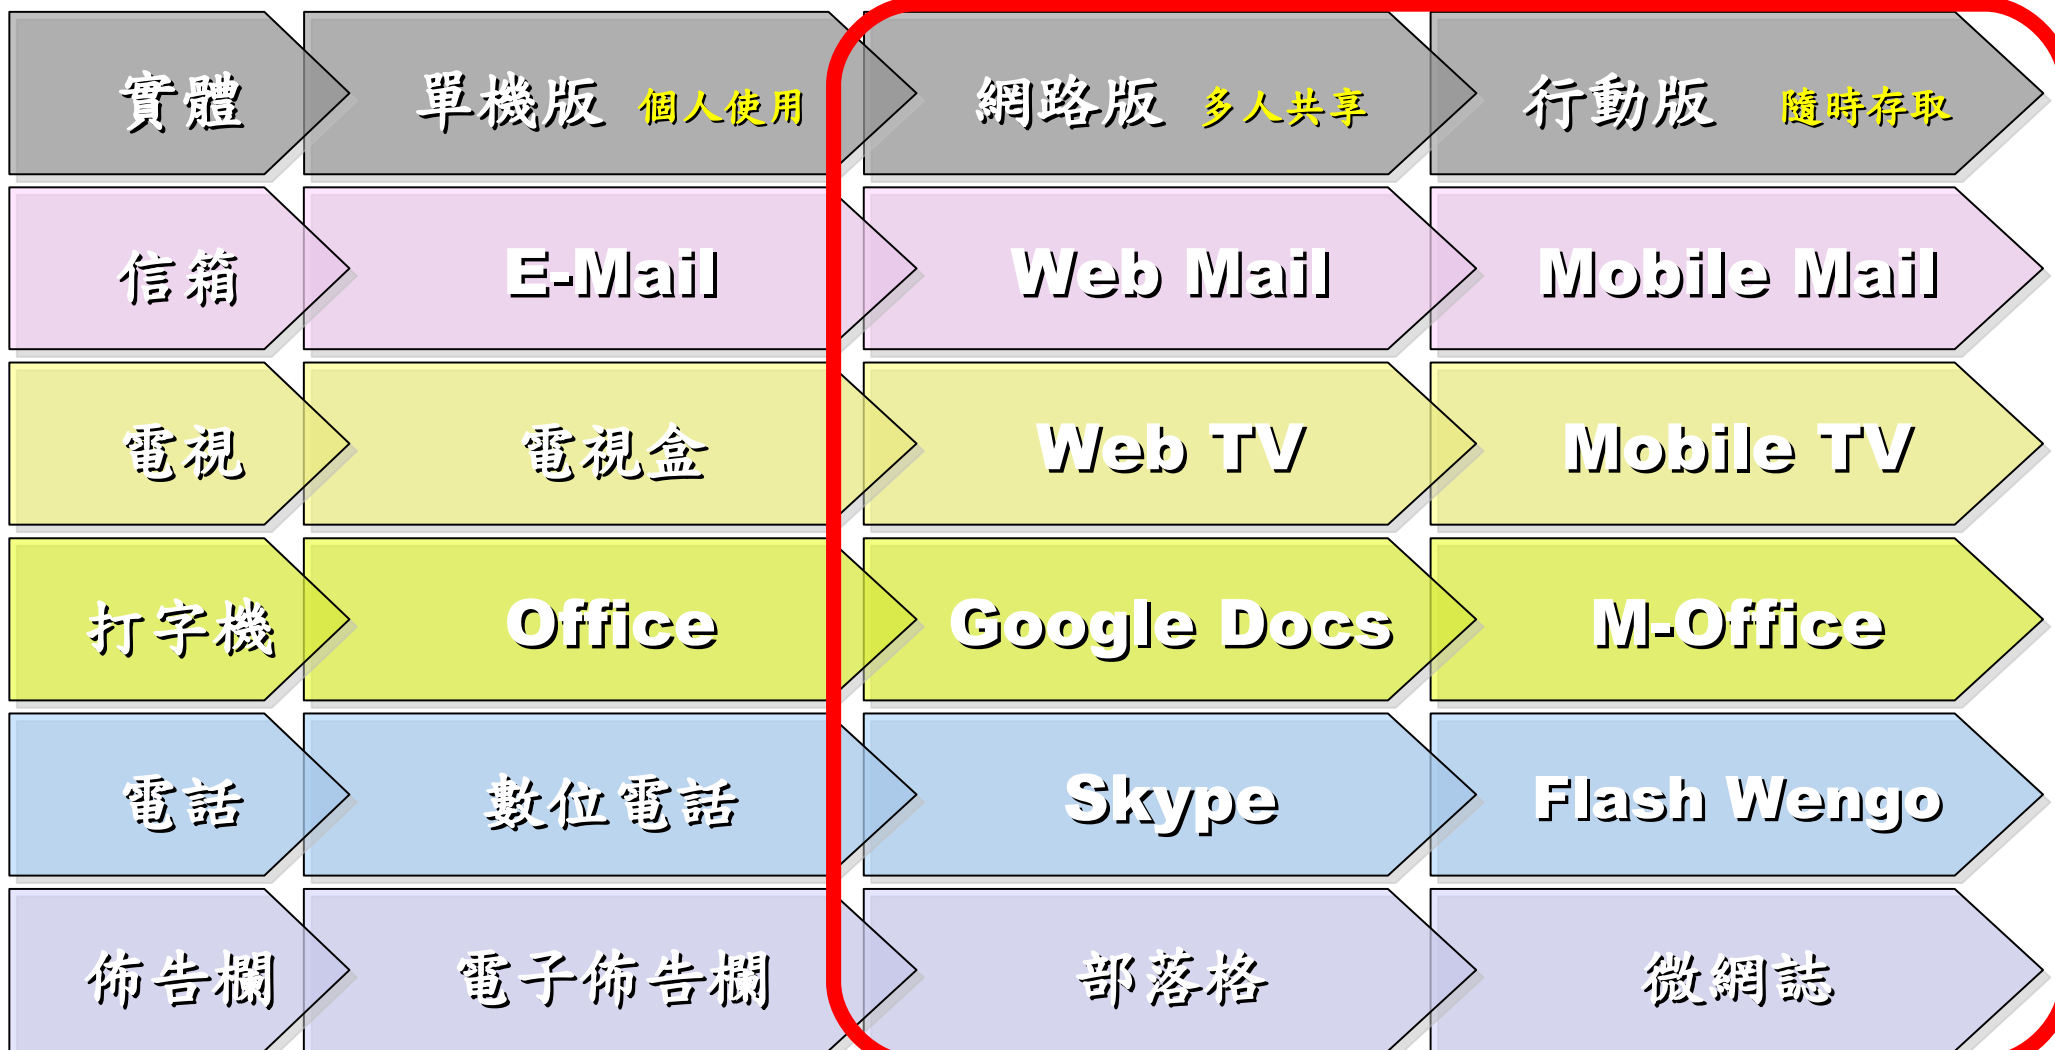 實體 單機版 個人使用 網路版 多人共享 行動版 隨時存取
信箱 E-Mail Web Mail Mobile Mail
電視 電視盒 Web TV Mobile TV
打字機 Office Google Docs M-Office
電話 數位電話 Skype Flash Wengo
佈告欄 電子佈告欄 部落格 微網誌